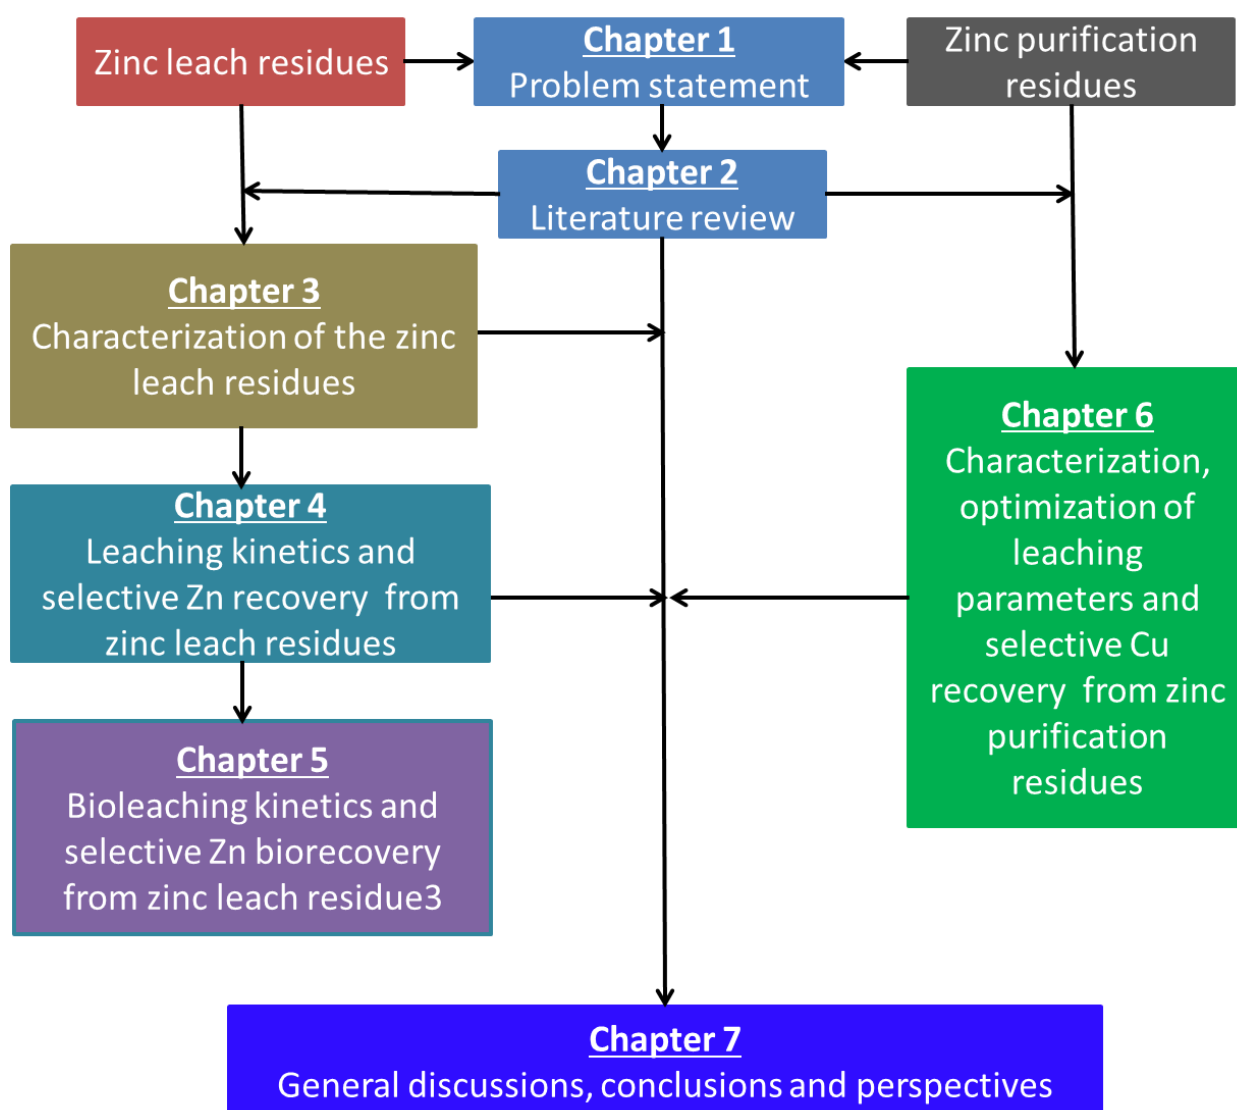 Zinc leach residues
Chapter 1
Problem statement
Zinc purification
residues
Chapter 2
Literature review
Chapter 3
Characterization of the zinc
leach residues
Chapter 4
Leaching kinetics and
selective Zn recovery from
zinc leach residues
Chapter 5
Bioleaching kinetics and
selective Zn biorecovery
from zinc leach residue3
Chapter 6
Characterization,
optimization of
leaching
parameters and
selective Cu
recovery from zinc
purification
residues
Chapter 7
General discussions, conclusions and perspectives